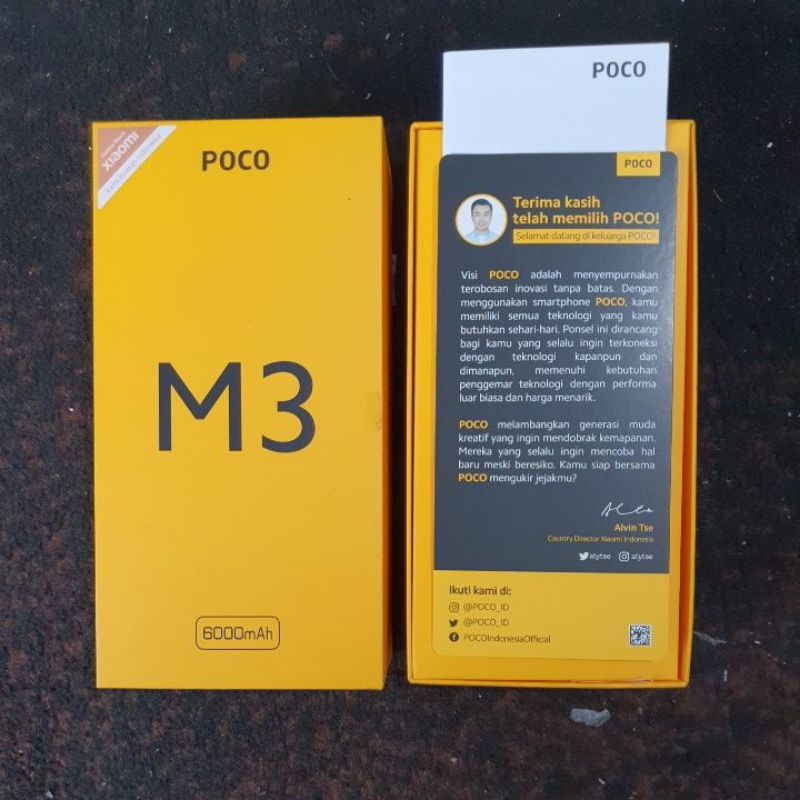 xiaomi
POCO
M3
6000mAh
POCO
POCO
Terima kasih
telah memilih POCO!
Selamat datang di keluarga POCO!
Visi POCO adalah menyempurnakan
terobosan inovasi tanpa batas. Dengan
menggunakan smartphone POCO, kamu
memiliki semua teknologi yang kamu
butuhkan sehari-hari. Ponsel ini dirancang
bagi kamu yang selalu ingin terkoneksi
dengan teknologi kapanpun dan
dimanapun, memenuhi kebutuhan
penggemar teknologi dengan performa
luar biasa dan harga menarik.
POCO melambangkan generasi muda
kreatif yang ingin mendobrak kemapanan.
Mereka yang selalu ingin mencoba hal
baru meski beresiko. Kamu siap bersama
POCO mengukir jejakmu?
Alvin Tse
Country Director Xiaomi Indonesia
atytse atytse
Ikuti kami di:
@POCO_ID
@POCO_ID
POCOIndonesiaOfficial